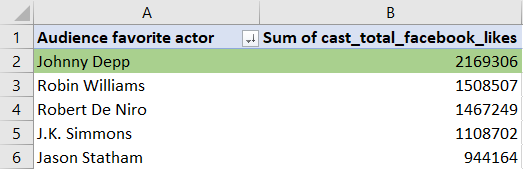 A B
1 Audience favorite actor Sum of cast_total_facebook_likes
2 Johnny Depp 2169306
3 Robin Williams 1508507
4 Robert De Niro 1467249
5 J.K. Simmons 1108702
6 Jason Statham 944164